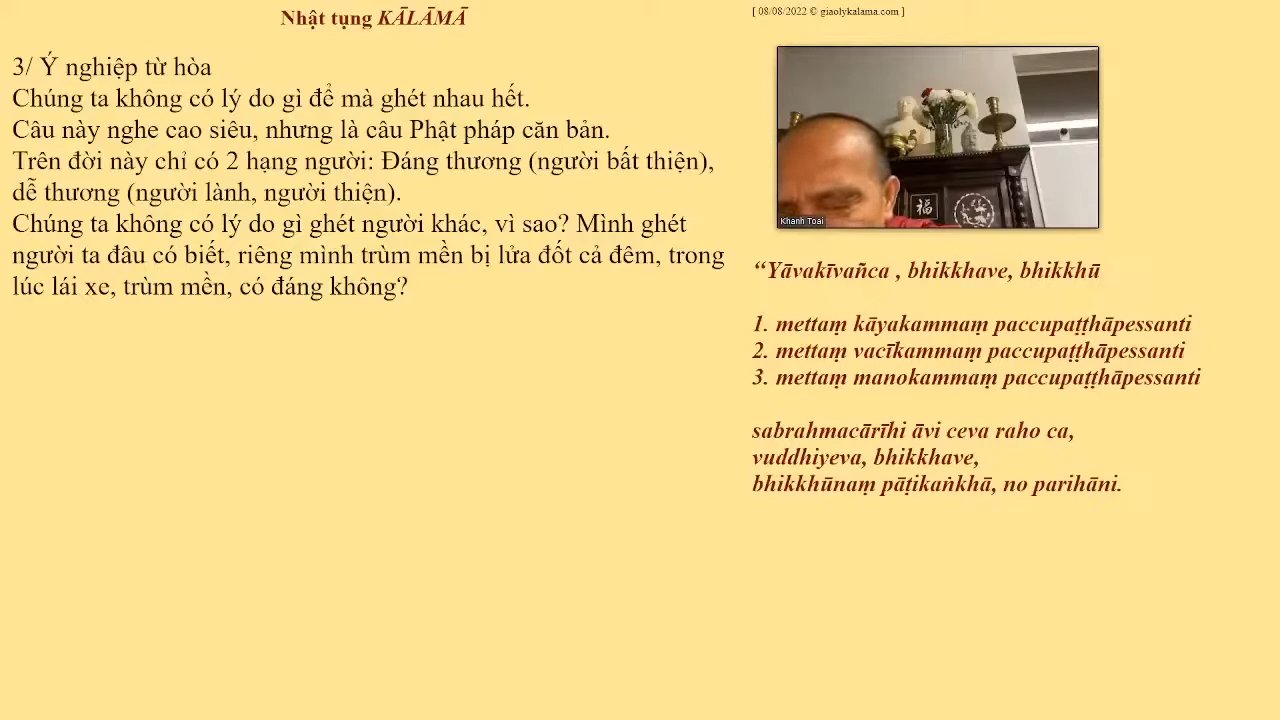 Nhật tụng KĀLĀMĀ
[ 08/08/2022 © giaolykalama.com ]
3/ Ý nghiệp từ hòa
Chúng ta không có lý do gì để mà ghét nhau hết.
Câu này nghe cao siêu, nhưng là câu Phật pháp căn bản.
Trên đời này chỉ có 2 hạng người: Đáng thương (người bất thiện),
dễ thương (người lành, người thiện).
Chúng ta không có lý do gì ghét người khác, vì sao? Mình ghét
người ta đâu có biết, riêng mình trùm mền bị lửa đốt cả đêm, trong
lúc lái xe, trùm mền, có đáng không?
福
Khanh Toai
“Yāvakīvañca , bhikkhave, bhikkhū
1. mettaṃ kāyakammaṃ paccupaṭṭhāpessanti
2. mettaṃ vacīkammaṃ paccupaṭṭhāpessanti
3. mettaṃ manokammaṃ paccupaṭṭhāpessanti
sabrahmacārīhi āvi ceva raho ca,
vuddhiyeva, bhikkhave,
bhikkhūnaṃ pāṭikaṅkhā, no parihāni.